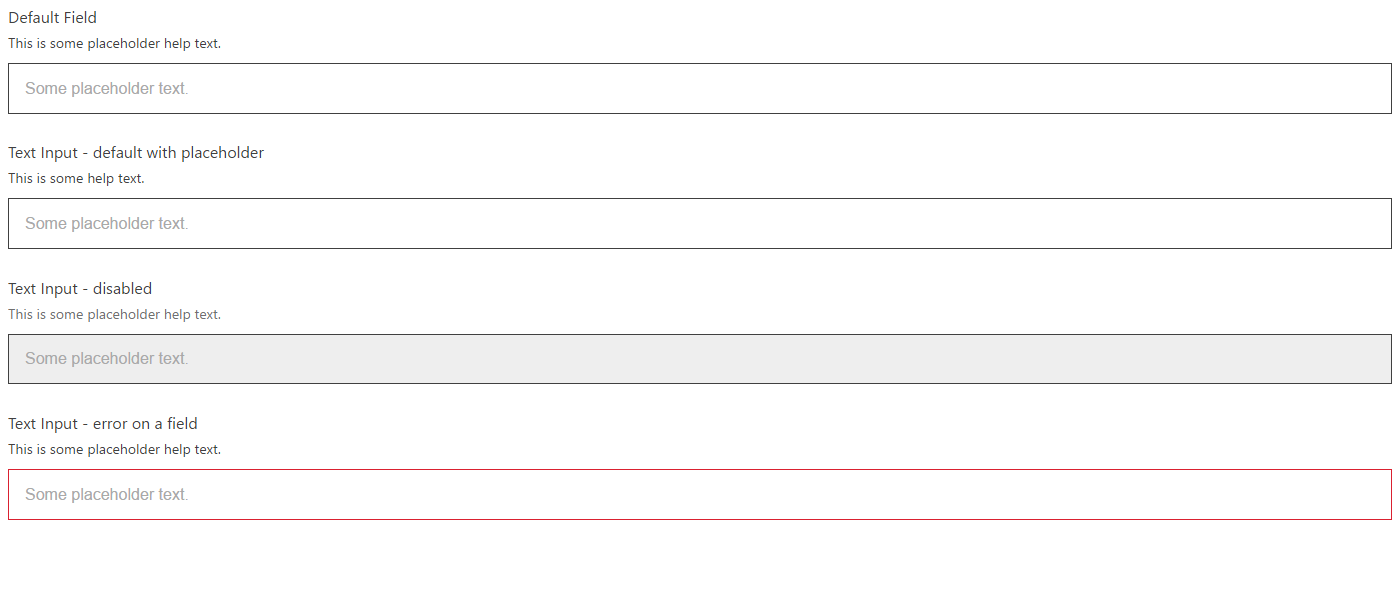 Default Field
This is some placeholder help text.
Some placeholder text.
Text Input - default with placeholder
This is some help text.
Some placeholder text.
Text Input - disabled
This is some placeholder help text.
Some placeholder text.
Text Input - error on a field
This is some placeholder help text.
Some placeholder text.